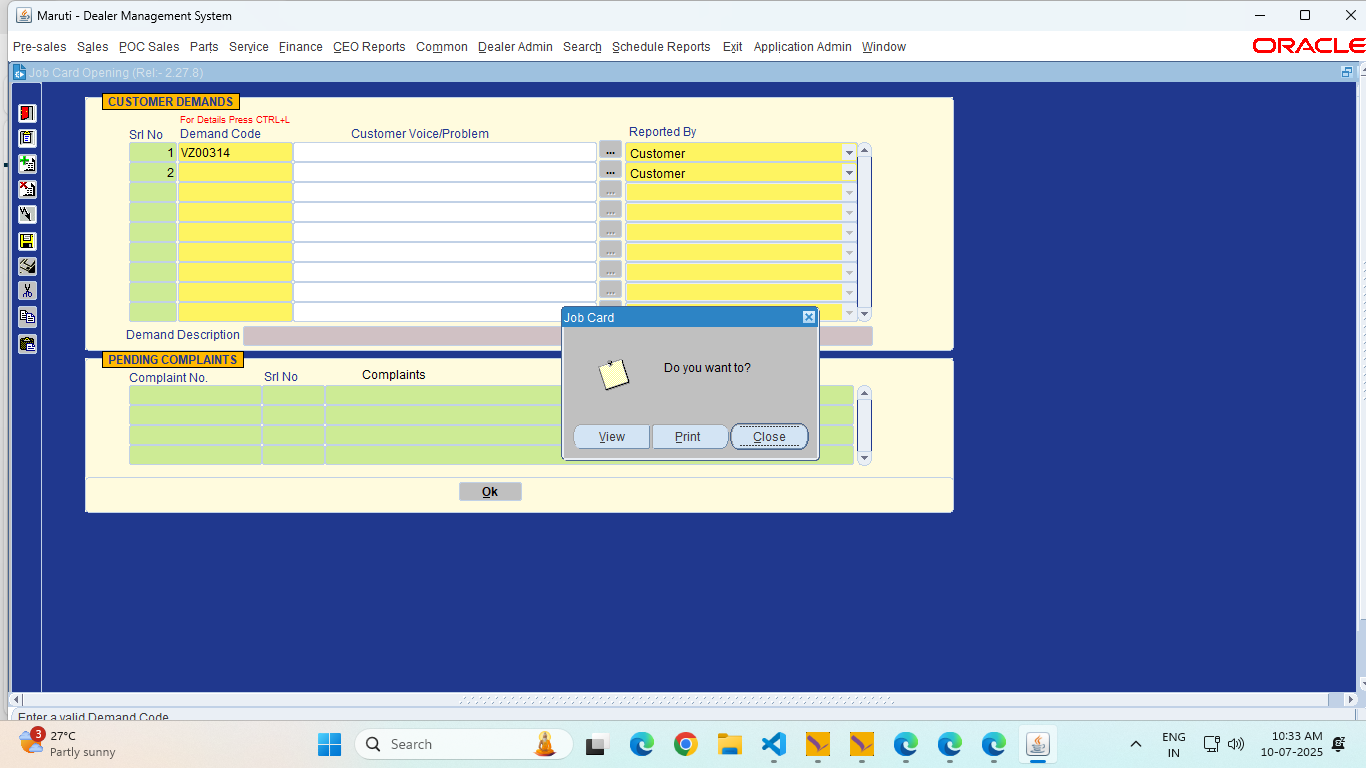 Maruti - Dealer Management System
Pre-sales Sales POC Sales Parts Service Finance CEO Reports Common Dealer Admin Search Schedule Reports Exit Application Admin Window
ORACLE
Job Card Opening (Rel:- 2.27.8)
CUSTOMER DEMANDS
For Details Press CTRL+L
Srl No Demand Code Customer Voice/Problem Reported By
1 VZ00314 ... Customer
2 ... Customer
...
...
...
...
...
...
Demand Description
Job Card
Do you want to?
View Print Close
PENDING COMPLAINTS
Complaint No. Srl No Complaints
Ok
Enter a valid Demand Code
3
27°C
Partly sunny
Search
ENG
IN
10:33 AM
10-07-2025